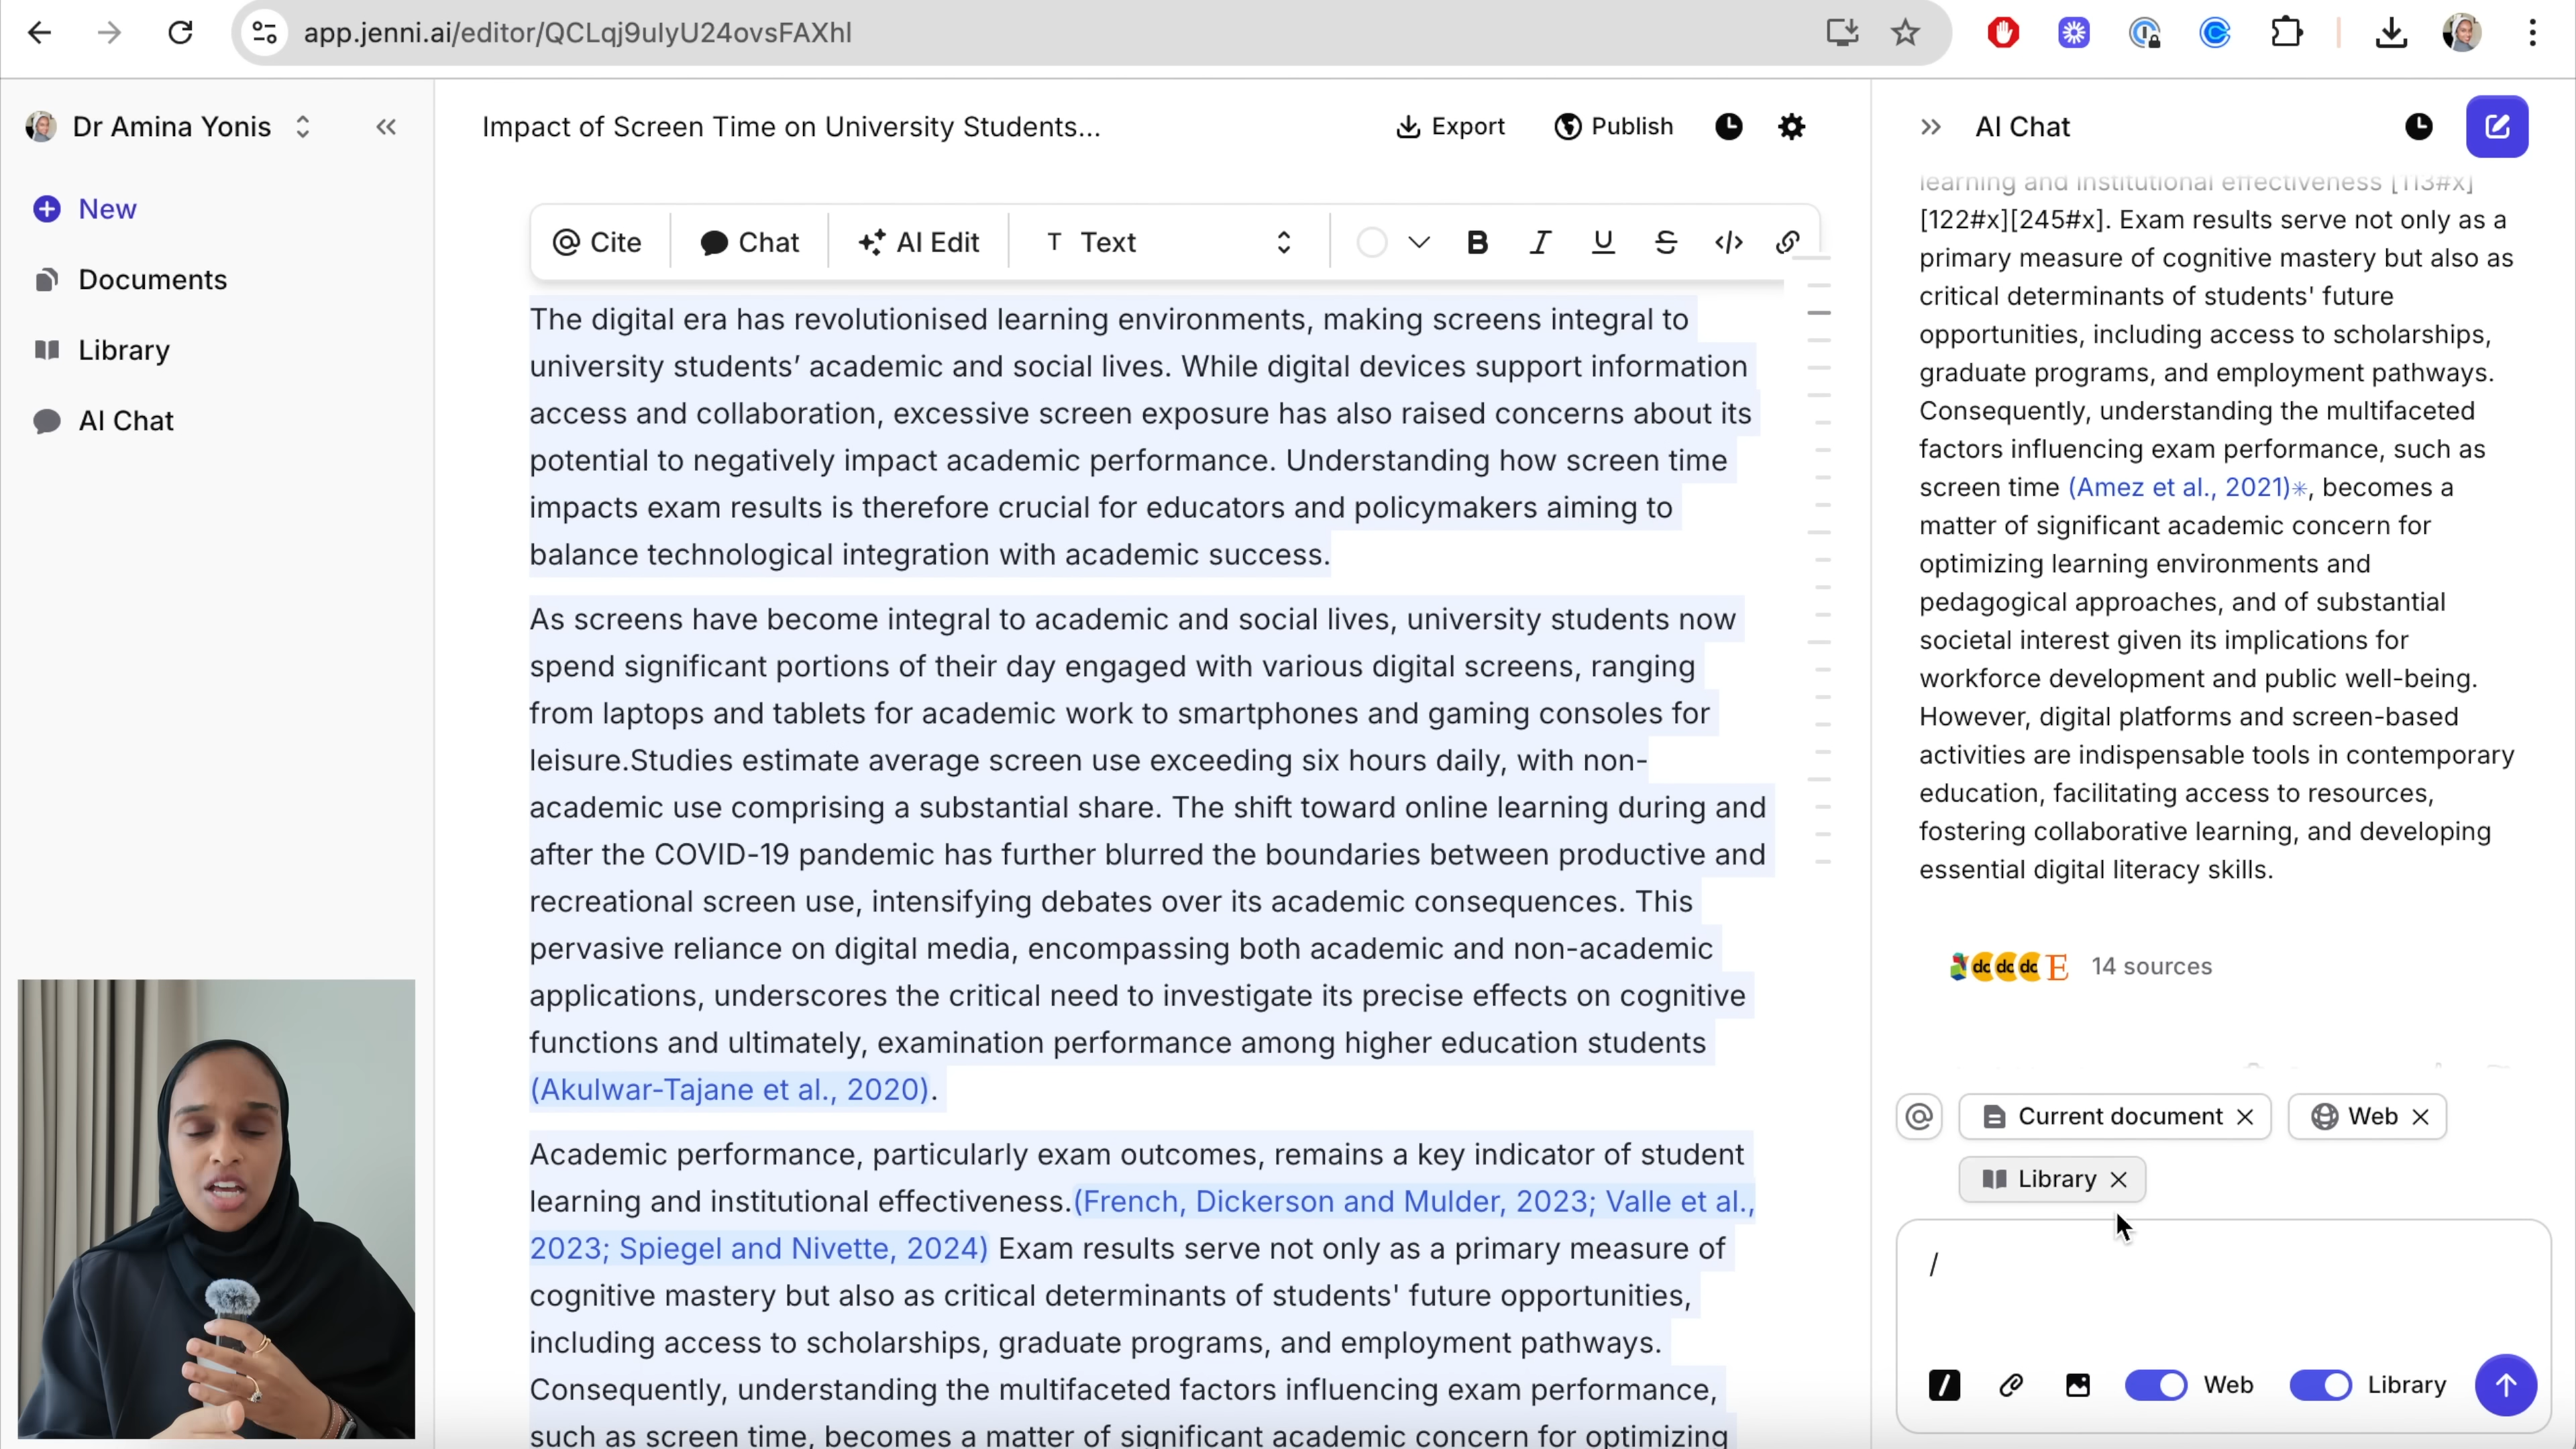 app.jenni.ai/editor/QCLqj9ulyU24ovsFAXhl
Dr Amina Yonis
New
Documents
Library
AI Chat
Impact of Screen Time on University Students...
Export
Publish
@ Cite
Chat
AI Edit
T Text
B I U S </>
The digital era has revolutionised learning environments, making screens integral to
university students’ academic and social lives. While digital devices support information
access and collaboration, excessive screen exposure has also raised concerns about its
potential to negatively impact academic performance. Understanding how screen time
impacts exam results is therefore crucial for educators and policymakers aiming to
balance technological integration with academic success.
As screens have become integral to academic and social lives, university students now
spend significant portions of their day engaged with various digital screens, ranging
from laptops and tablets for academic work to smartphones and gaming consoles for
leisure.Studies estimate average screen use exceeding six hours daily, with non-
academic use comprising a substantial share. The shift toward online learning during and
after the COVID-19 pandemic has further blurred the boundaries between productive and
recreational screen use, intensifying debates over its academic consequences. This
pervasive reliance on digital media, encompassing both academic and non-academic
applications, underscores the critical need to investigate its precise effects on cognitive
functions and ultimately, examination performance among higher education students
(Akulwar-Tajane et al., 2020).
Academic performance, particularly exam outcomes, remains a key indicator of student
learning and institutional effectiveness.(French, Dickerson and Mulder, 2023; Valle et al.,
2023; Spiegel and Nivette, 2024) Exam results serve not only as a primary measure of
cognitive mastery but also as critical determinants of students' future opportunities,
including access to scholarships, graduate programs, and employment pathways.
Consequently, understanding the multifaceted factors influencing exam performance,
such as screen time, becomes a matter of significant academic concern for optimizing
AI Chat
learning and institutional effectiveness [113#x]
[122#x][245#x]. Exam results serve not only as a
primary measure of cognitive mastery but also as
critical determinants of students' future
opportunities, including access to scholarships,
graduate programs, and employment pathways.
Consequently, understanding the multifaceted
factors influencing exam performance, such as
screen time (Amez et al., 2021)✳, becomes a
matter of significant academic concern for
optimizing learning environments and
pedagogical approaches, and of substantial
societal interest given its implications for
workforce development and public well-being.
However, digital platforms and screen-based
activities are indispensable tools in contemporary
education, facilitating access to resources,
fostering collaborative learning, and developing
essential digital literacy skills.
dc dc dc E 14 sources
@ Current document Web
Library
/
/ Web Library